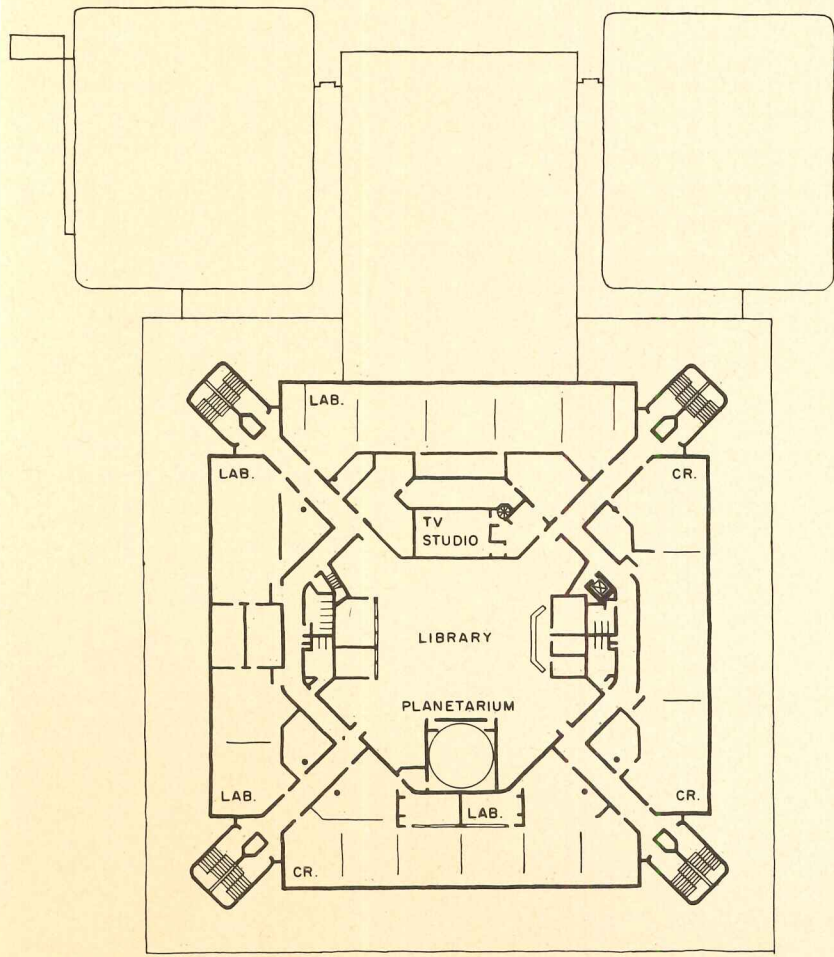 LAB.
LAB.
CR.
TV
STUDIO
LIBRARY
PLANETARIUM
LAB.
LAB.
CR.
CR.